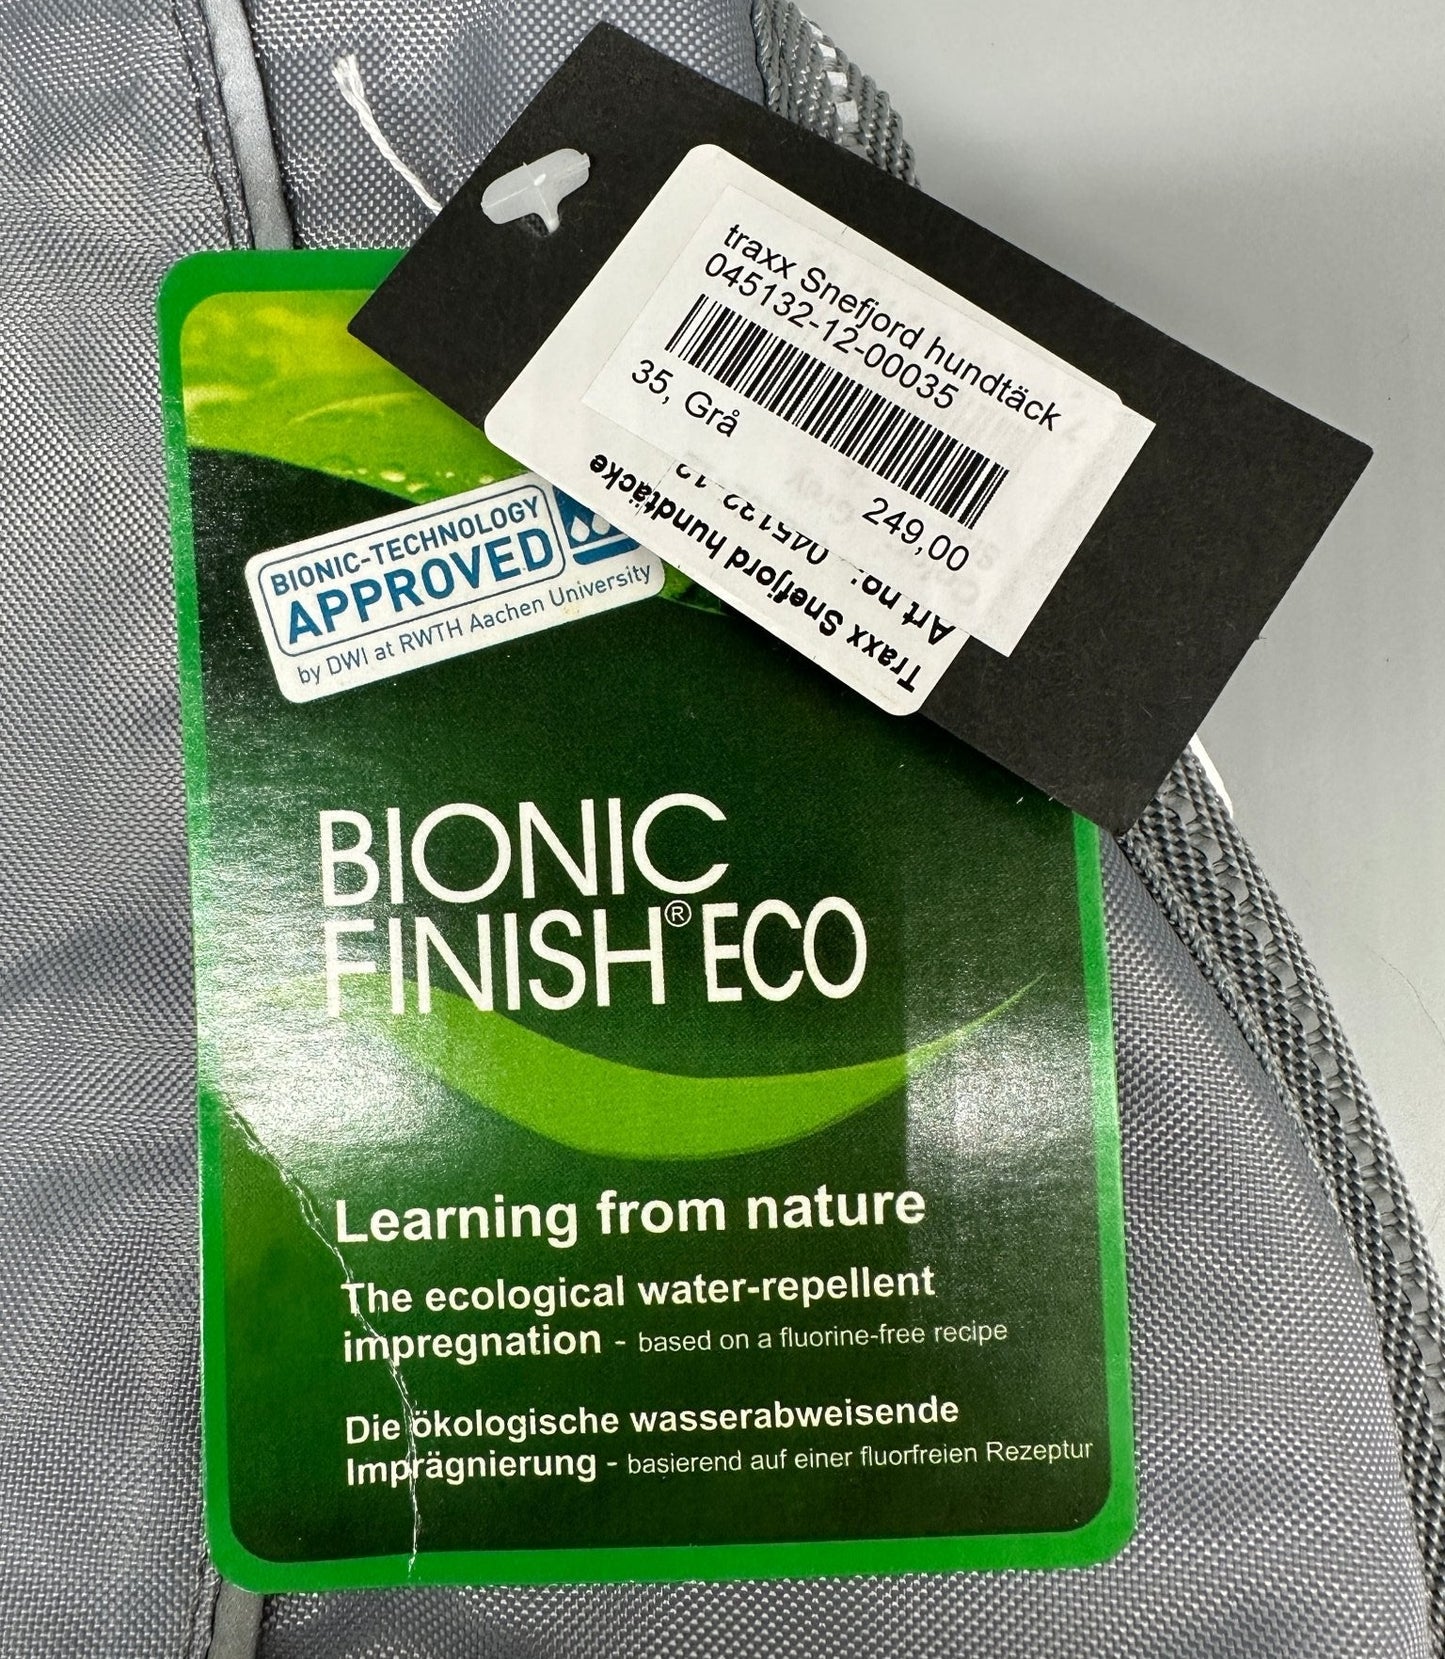 traxx Snefjord hundtäck
045132-12-00035
35, Grå
249,00
Traxx Snefjord hundtäcke
Art no.: 045132-12
BIONIC-TECHNOLOGY
APPROVED
by DWI at RWTH Aachen University
BIONIC
FINISH® ECO
Learning from nature
The ecological water-repellent
impregnation - based on a fluorine-free recipe
Die ökologische wasserabweisende
Imprägnierung - basierend auf einer fluorfreien Rezeptur